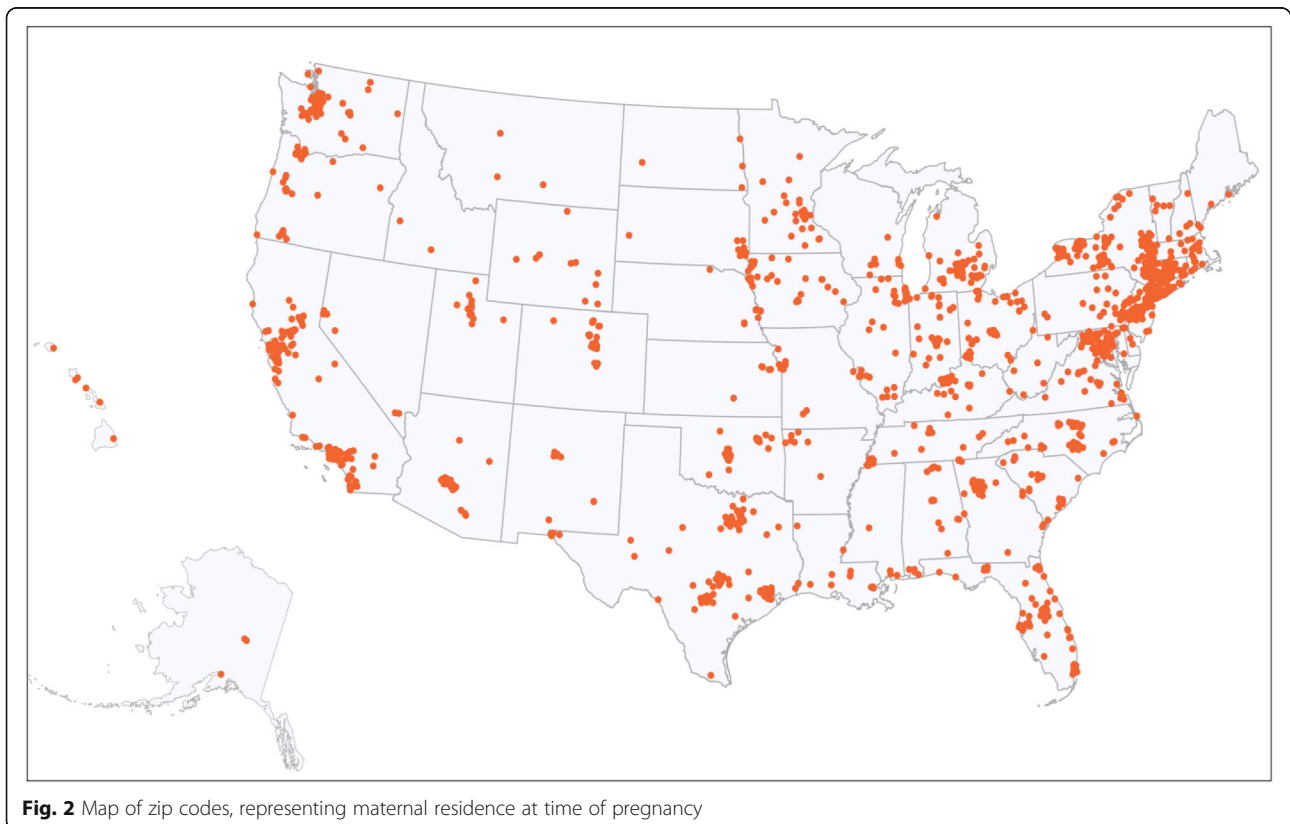 Fig. 2 Map of zip codes, representing maternal residence at time of pregnancy